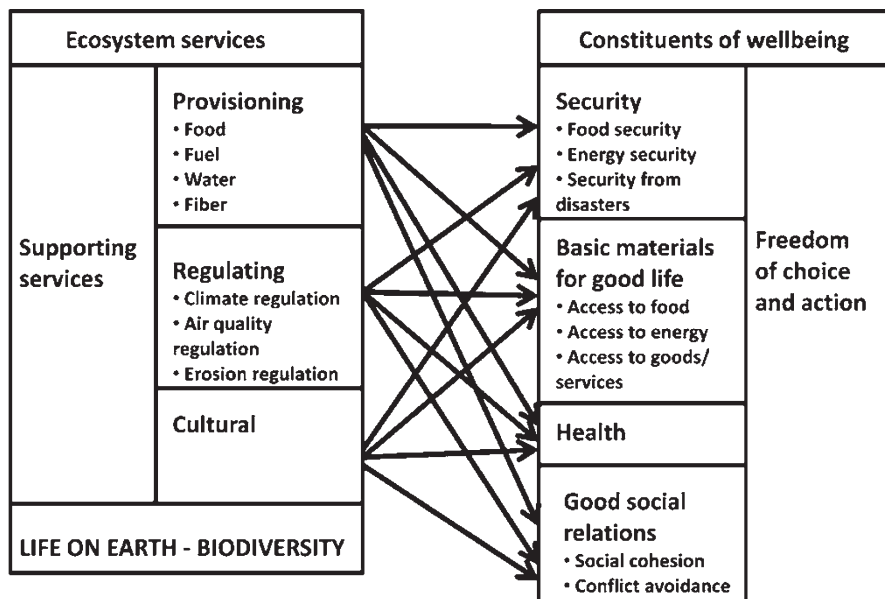 Ecosystem services
Supporting
services
Provisioning
• Food
• Fuel
• Water
• Fiber
Regulating
• Climate regulation
• Air quality
regulation
• Erosion regulation
Cultural
LIFE ON EARTH - BIODIVERSITY
Constituents of wellbeing
Security
• Food security
• Energy security
• Security from
disasters
Basic materials
for good life
• Access to food
• Access to energy
• Access to goods/
services
Health
Good social
relations
• Social cohesion
• Conflict avoidance
Freedom
of choice
and action